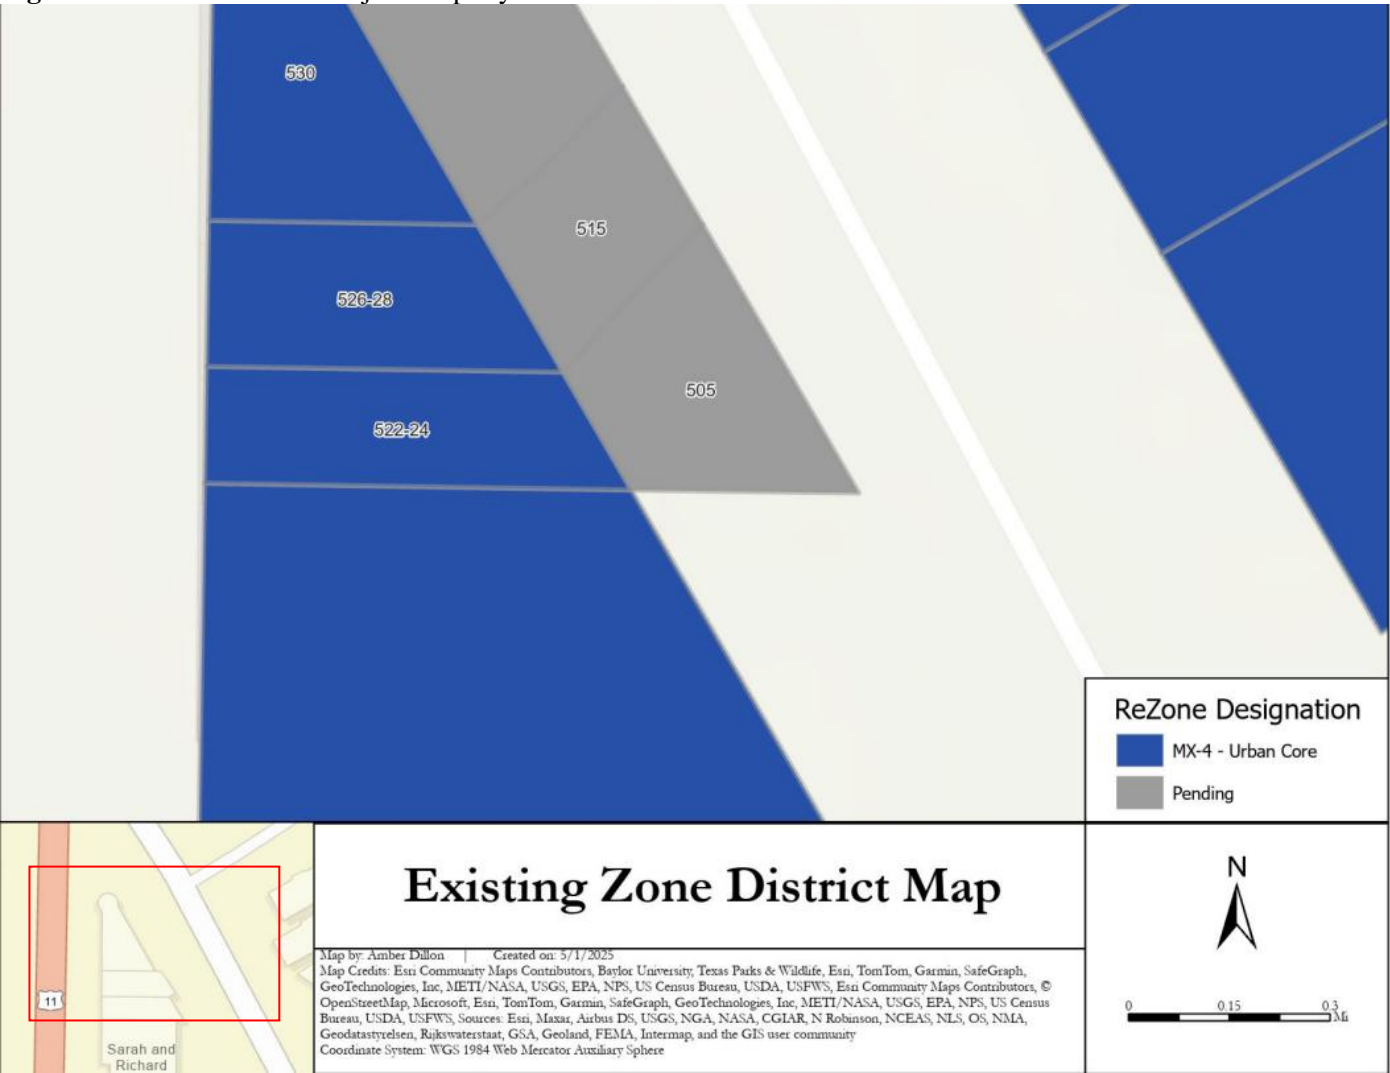 530
515
526-28
505
522-24
ReZone Designation
MX-4 - Urban Core
Pending
Existing Zone District Map
N
Map by: Amber Dillon | Created on: 5/1/2025
Map Credits: Esri Community Maps Contributors, Baylor University, Texas Parks & Wildlife, Esri, TomTom, Garmin, SafeGraph,
GeoTechnologies, Inc, METI/NASA, USGS, EPA, NPS, US Census Bureau, USDA, USFWS, Esri Community Maps Contributors, ©
OpenStreetMap, Microsoft, Esri, TomTom, Garmin, SafeGraph, GeoTechnologies, Inc, METI/NASA, USGS, EPA, NPS, US Census
Bureau, USDA, USFWS, Sources: Esri, Maxar, Airbus DS, USGS, NGA, NASA, CGIAR, N Robinson, NCEAS, NLS, OS, NMA,
Geodatastyrelsen, Rijkswaterstaat, GSA, Geoland, FEMA, Intermap, and the GIS user community
Coordinate System: WGS 1984 Web Mercator Auxiliary Sphere
11
Sarah and
Richard
0 0.15 0.3
Mi